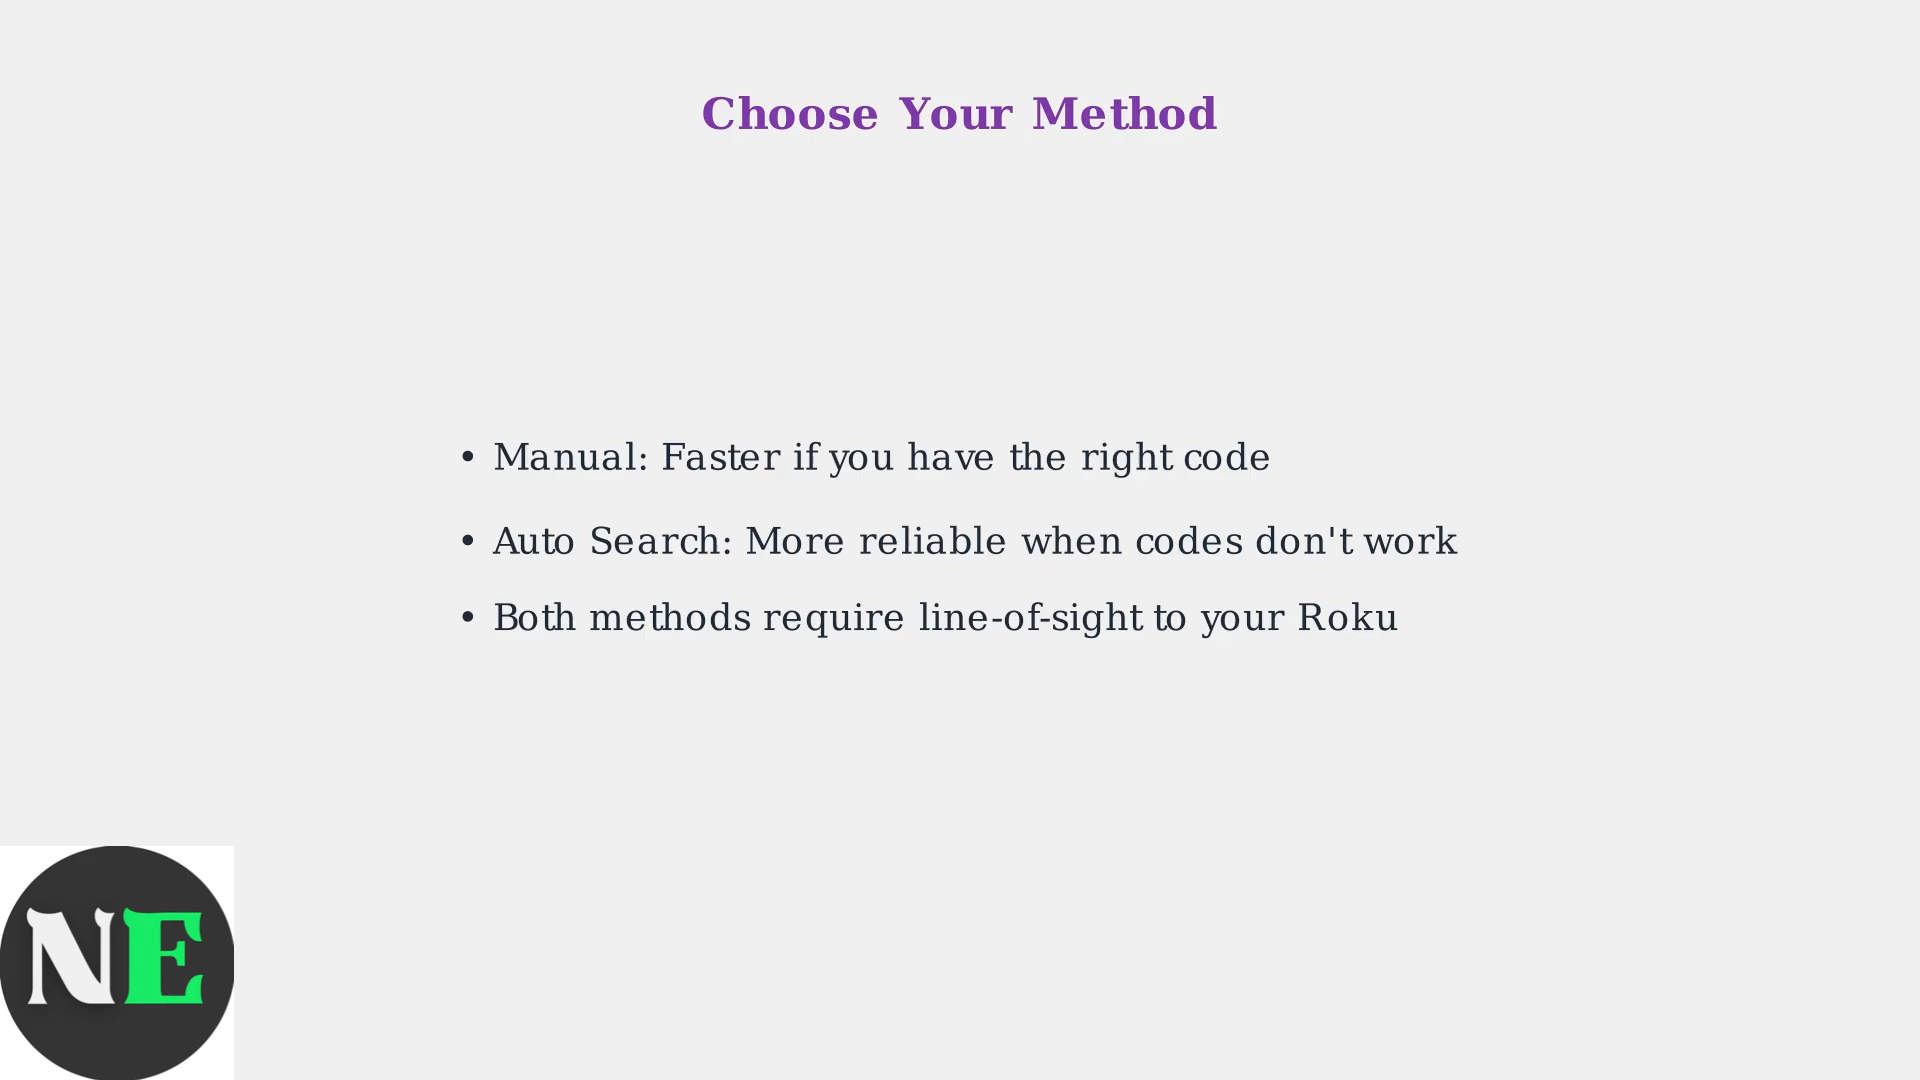 Choose Your Method
• Manual: Faster if you have the right code
• Auto Search: More reliable when codes don't work
• Both methods require line-of-sight to your Roku
NE